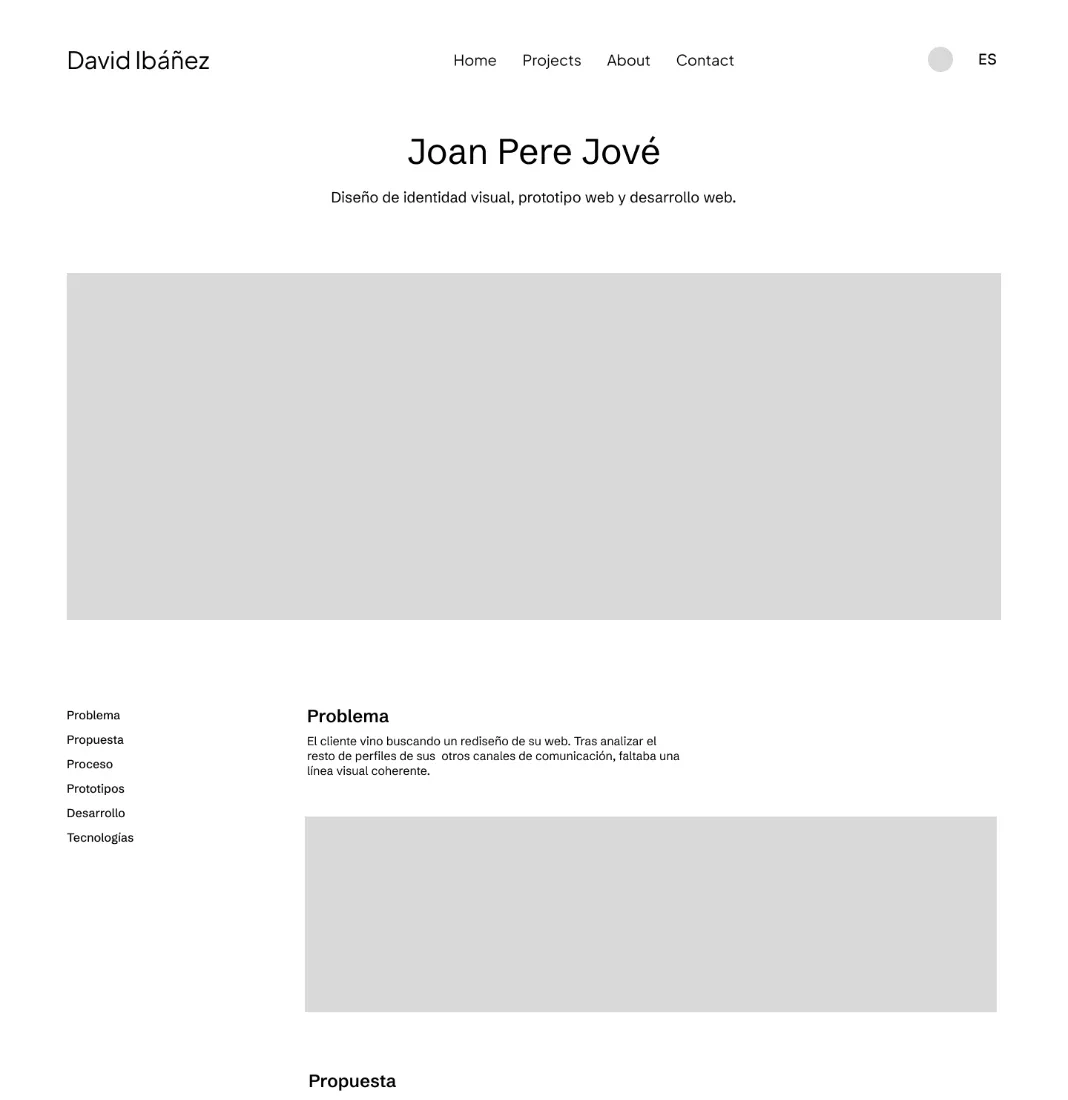 David Ibáñez
Home Projects About Contact
ES
Joan Pere Jové
Diseño de identidad visual, prototipo web y desarrollo web.
Problema
Propuesta
Proceso
Prototipos
Desarrollo
Tecnologías
Problema
El cliente vino buscando un rediseño de su web. Tras analizar el
resto de perfiles de sus  otros canales de comunicación, faltaba una
línea visual coherente.
Propuesta